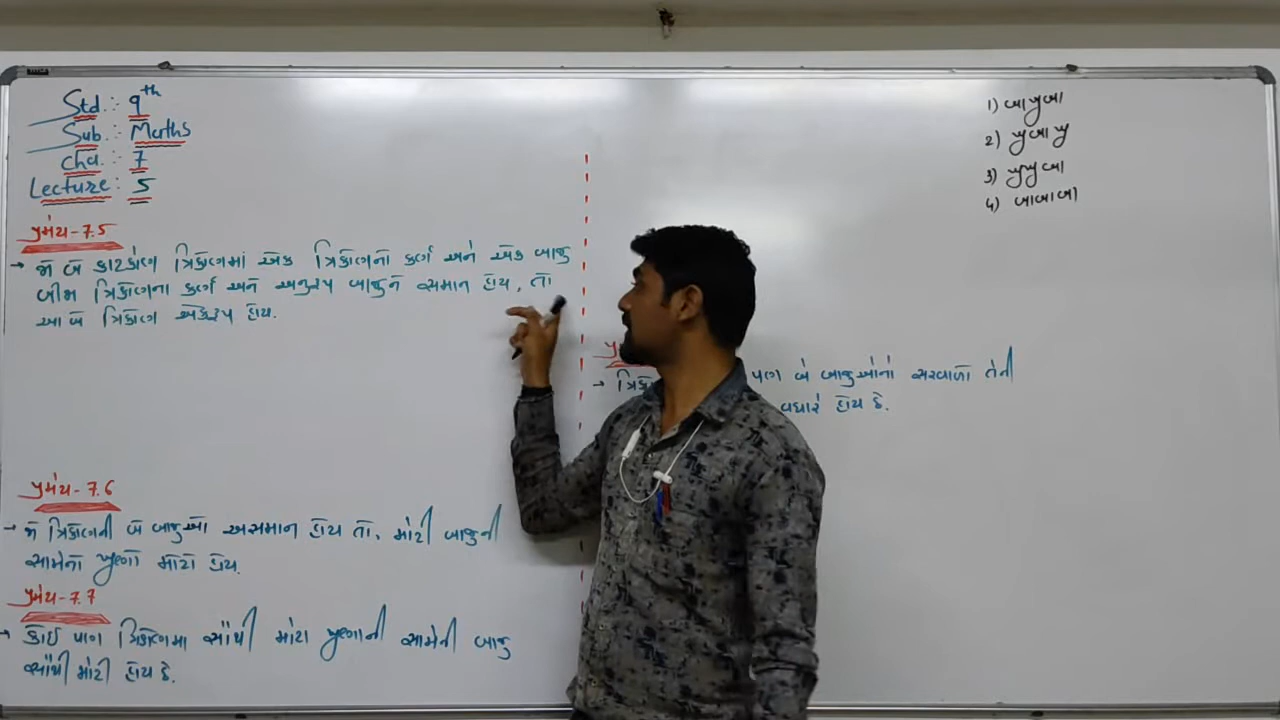 Std. : 9th
Sub. : Maths
cha. : 7
Lecture : 5
પ્રમેય - 7.5
→ જો બે કાટકોણ ત્રિકોણમાં એક ત્રિકોણનો કર્ણ અને એક બાજુ
બીજા ત્રિકોણના કર્ણ અને અનુરૂપ બાજુને સમાન હોય, તો
આ બે ત્રિકોણ એકરૂપ હોય.
પ્રમેય - 7.6
→ જો ત્રિકોણની બે બાજુઓ અસમાન હોય તો, મોટી બાજુની
સામેનો ખૂણો મોટો હોય.
પ્રમેય - 7.7
→ કોઈ પણ ત્રિકોણમાં સૌથી મોટા ખૂણાની સામેની બાજુ
સૌથી મોટી હોય છે.
1) બાખૂબા
2) ખૂબાખૂ
3) ખૂખૂબા
4) બાબાબા
→ પણ બે બાજુઓનો સરવાળો તેની
વધારે હોય છે.